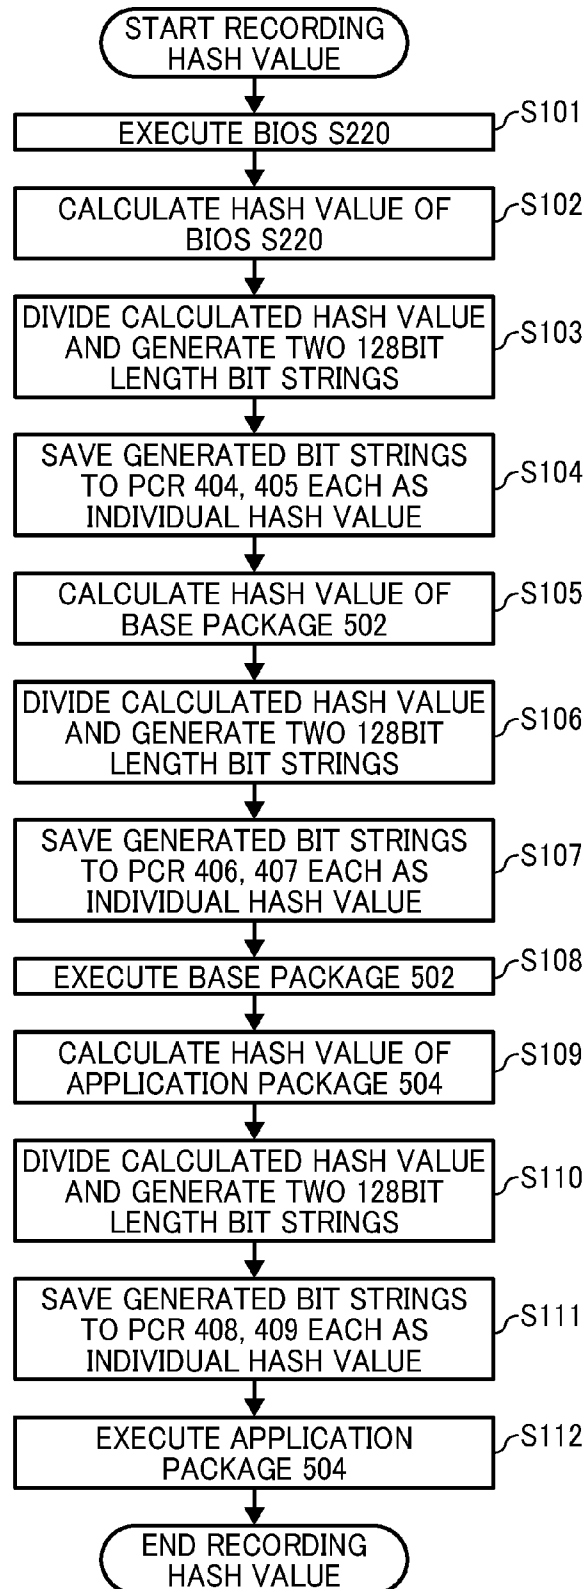 START RECORDING
HASH VALUE
S101
EXECUTE BIOS S220
S102
CALCULATE HASH VALUE OF
BIOS S220
S103
DIVIDE CALCULATED HASH VALUE
AND GENERATE TWO 128BIT
LENGTH BIT STRINGS
S104
SAVE GENERATED BIT STRINGS
TO PCR 404, 405 EACH AS
INDIVIDUAL HASH VALUE
S105
CALCULATE HASH VALUE OF
BASE PACKAGE 502
S106
DIVIDE CALCULATED HASH VALUE
AND GENERATE TWO 128BIT
LENGTH BIT STRINGS
S107
SAVE GENERATED BIT STRINGS
TO PCR 406, 407 EACH AS
INDIVIDUAL HASH VALUE
S108
EXECUTE BASE PACKAGE 502
S109
CALCULATE HASH VALUE OF
APPLICATION PACKAGE 504
S110
DIVIDE CALCULATED HASH VALUE
AND GENERATE TWO 128BIT
LENGTH BIT STRINGS
S111
SAVE GENERATED BIT STRINGS
TO PCR 408, 409 EACH AS
INDIVIDUAL HASH VALUE
S112
EXECUTE APPLICATION
PACKAGE 504
END RECORDING
HASH VALUE